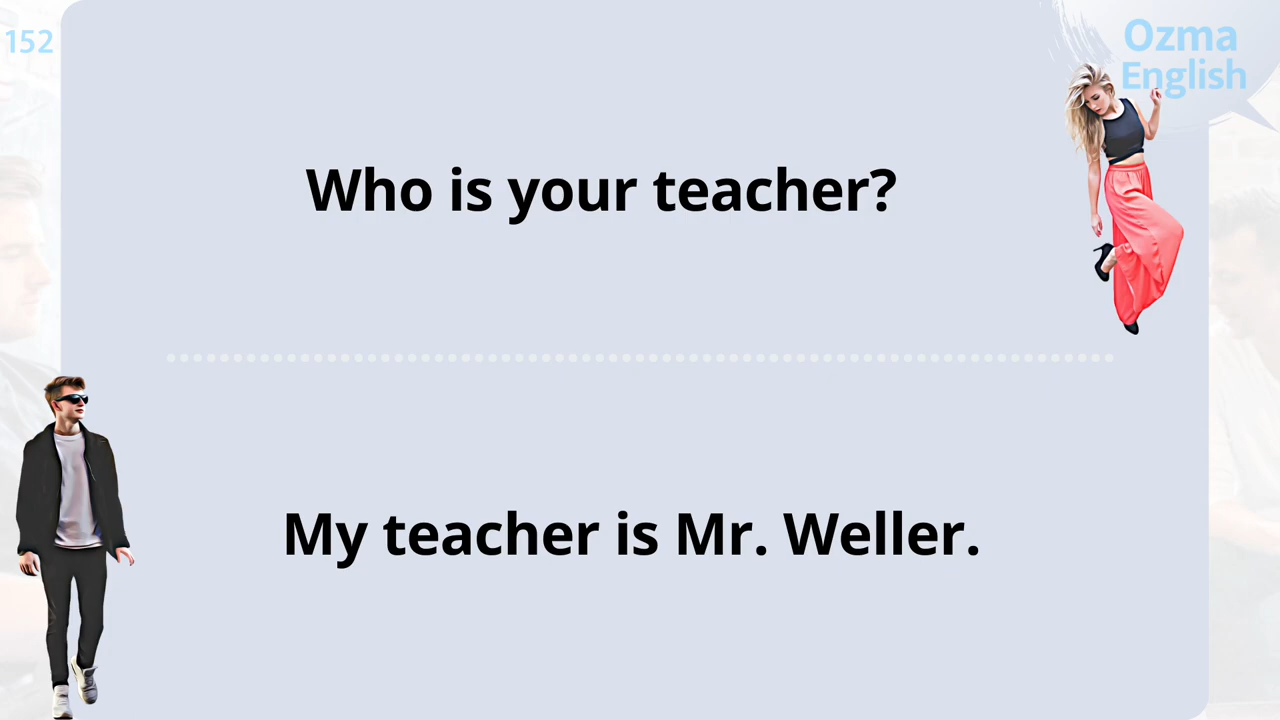 152
Ozma
English
Who is your teacher?
My teacher is Mr. Weller.